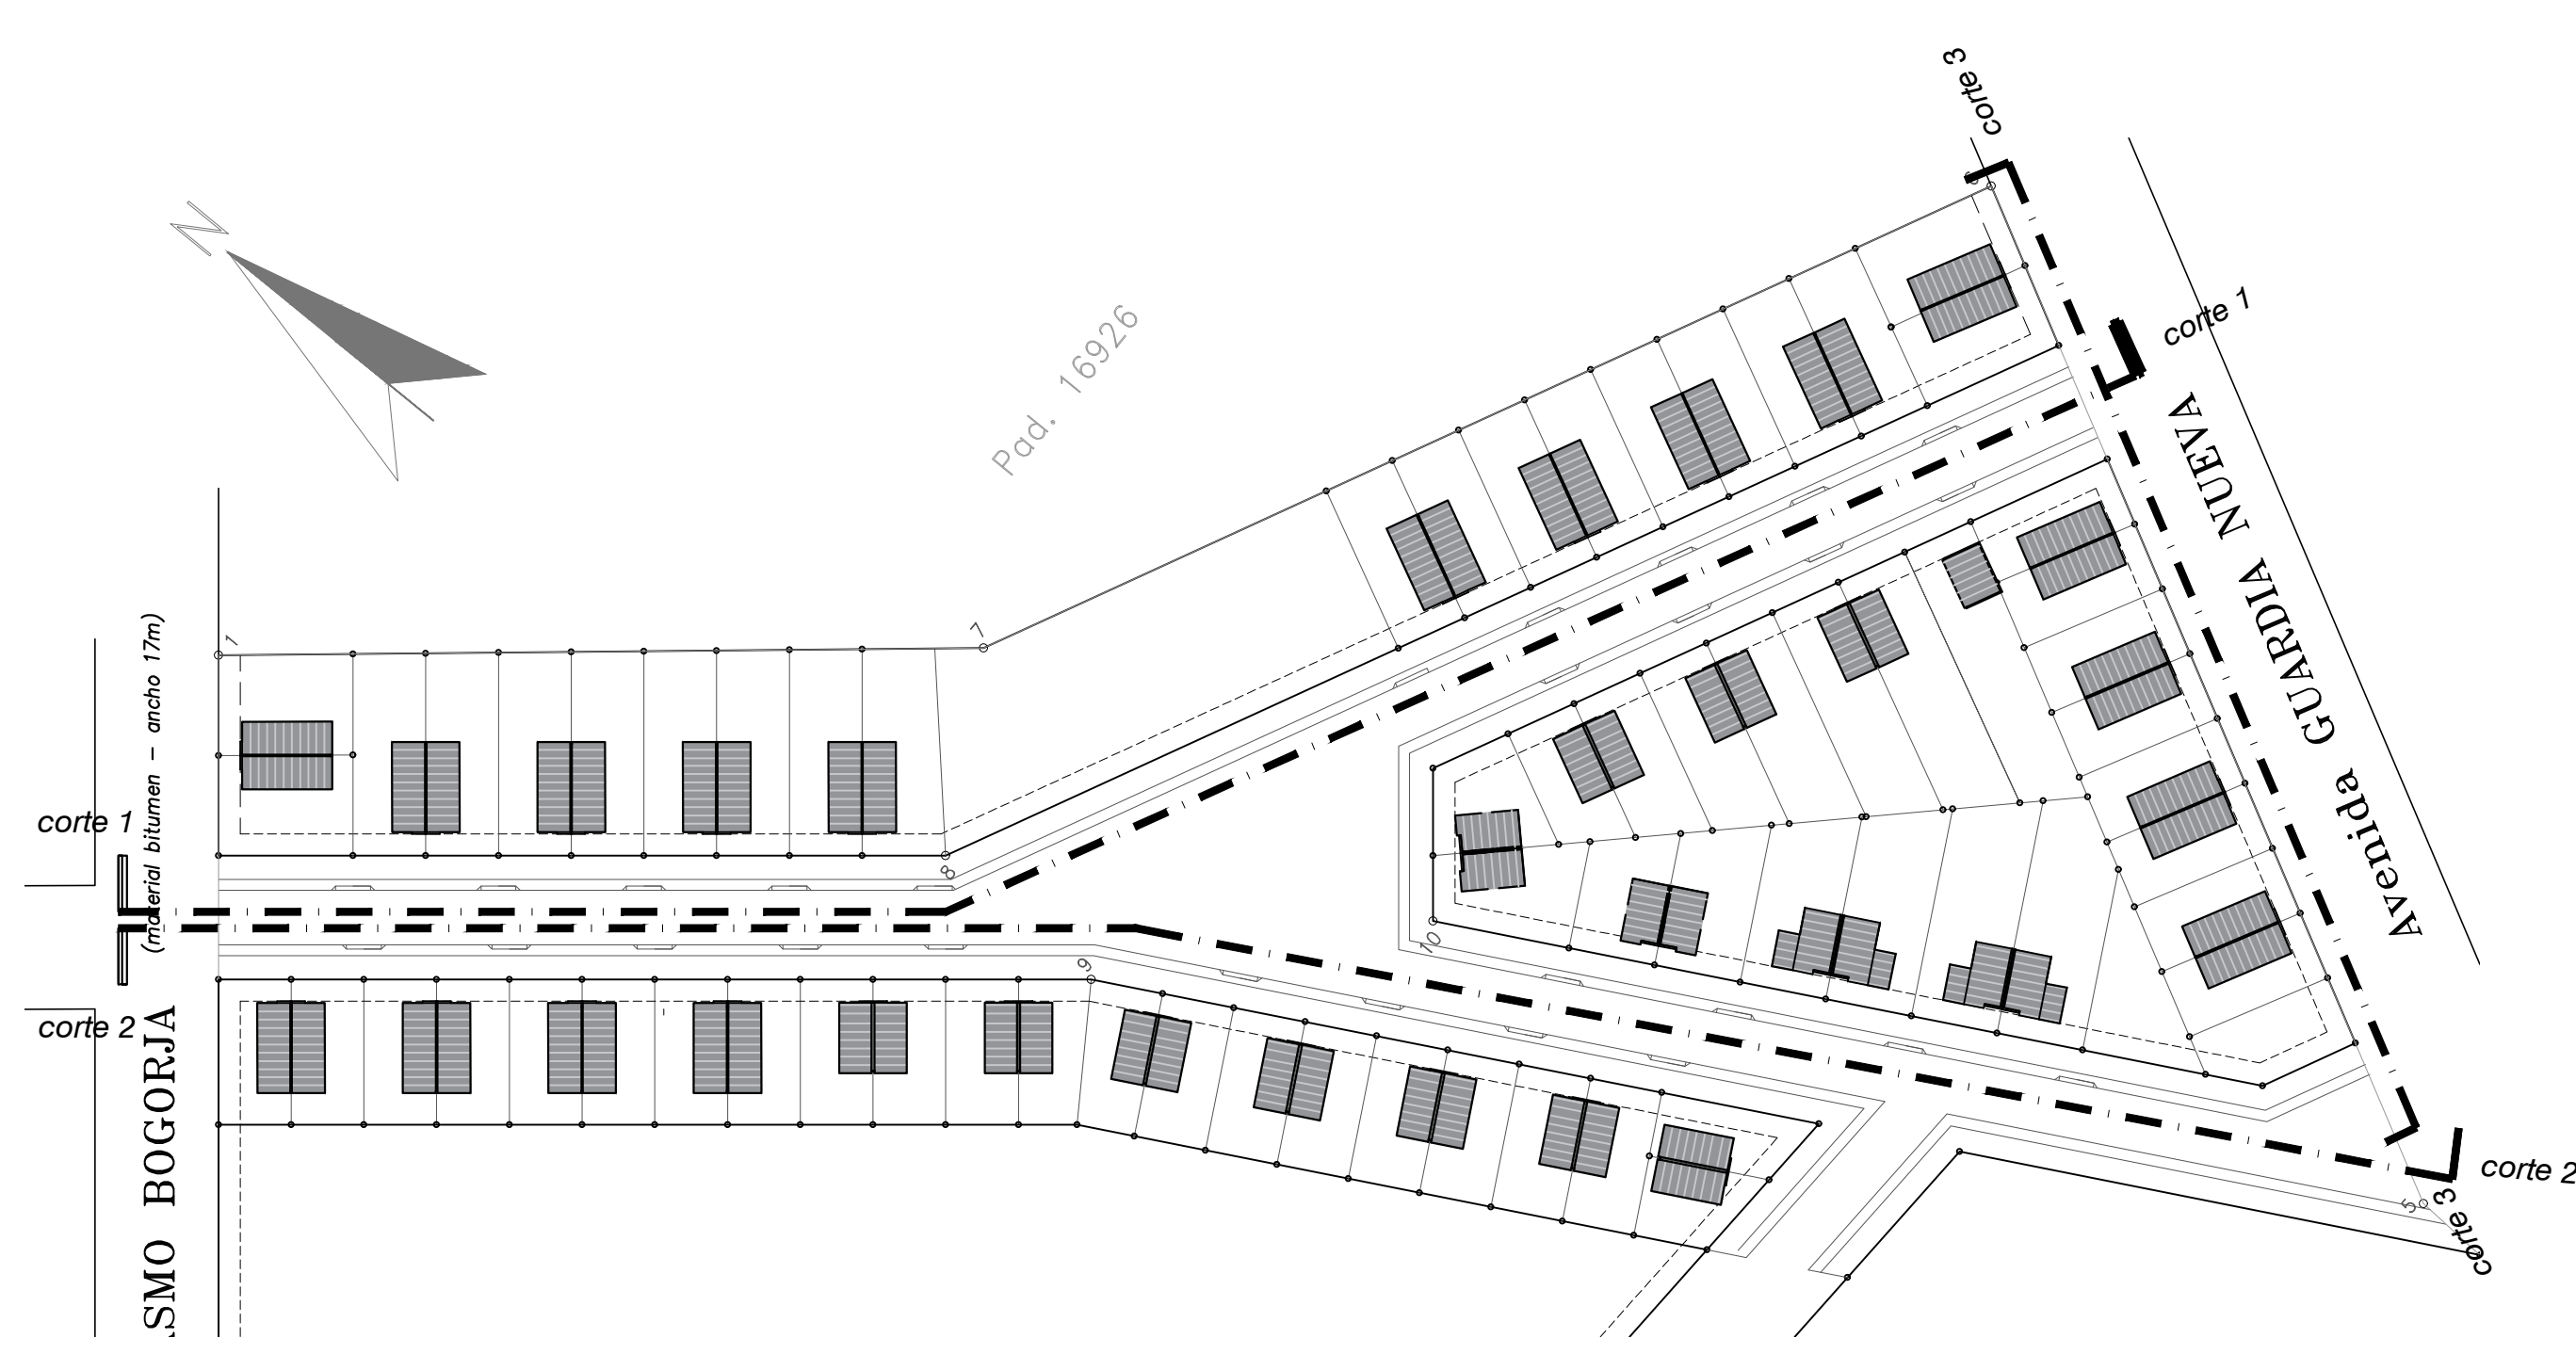 corte 3
N
corte 1
Pad. 16926
Avenida GUARDIA NUEVA
1
7
(material bitumen - ancho 17m)
corte 1
8
10
9
corte 2
SMO BOGORJA
corte 2
5
corte 3